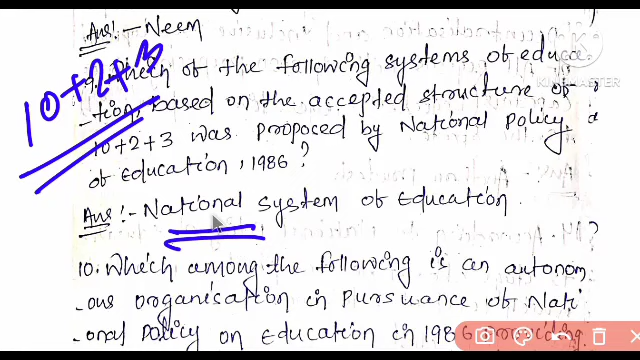 Ans:- Neem
9. Which of the following systems of educa
-tion, based on the accepted structure of
10+2+3 was proposed by National Policy
of Education, 1986?
10+2+3
Ans:- National system of Education.
10. Which among the following is an autonom
-ous organisation in pursuance of Nati
-onal policy on Education in 1986 providing
KINEMASTER